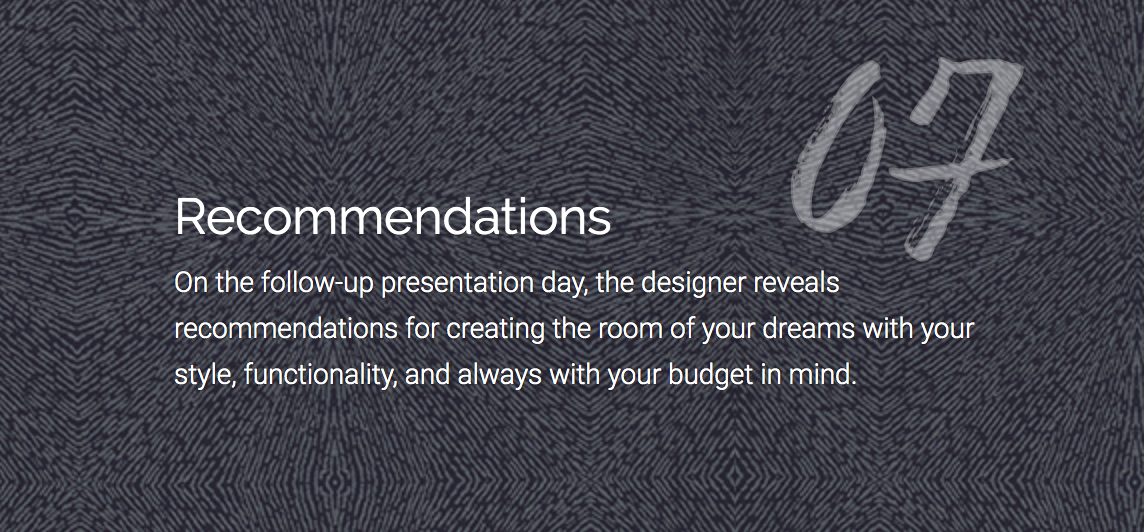 07
Recommendations
On the follow-up presentation day, the designer reveals
recommendations for creating the room of your dreams with your
style, functionality, and always with your budget in mind.